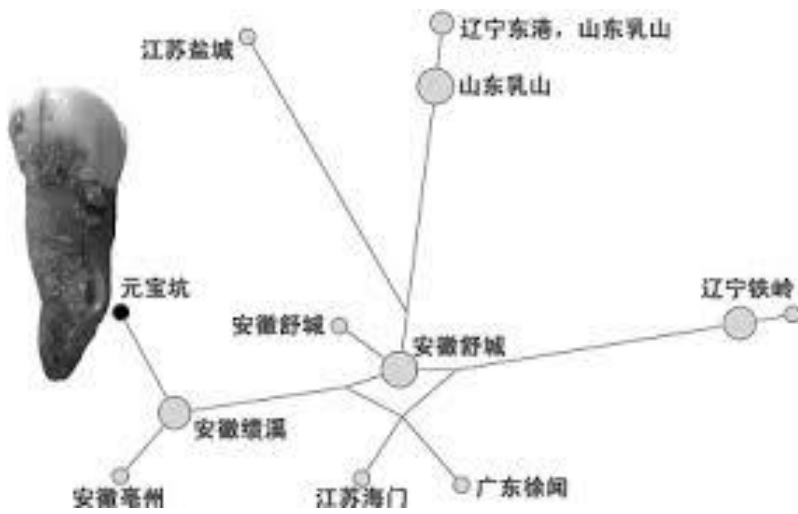 辽宁东港，山东乳山
江苏盐城
山东乳山
元宝坑
辽宁铁岭
安徽舒城
安徽舒城
安徽绩溪
安徽亳州
江苏海门
广东徐闻